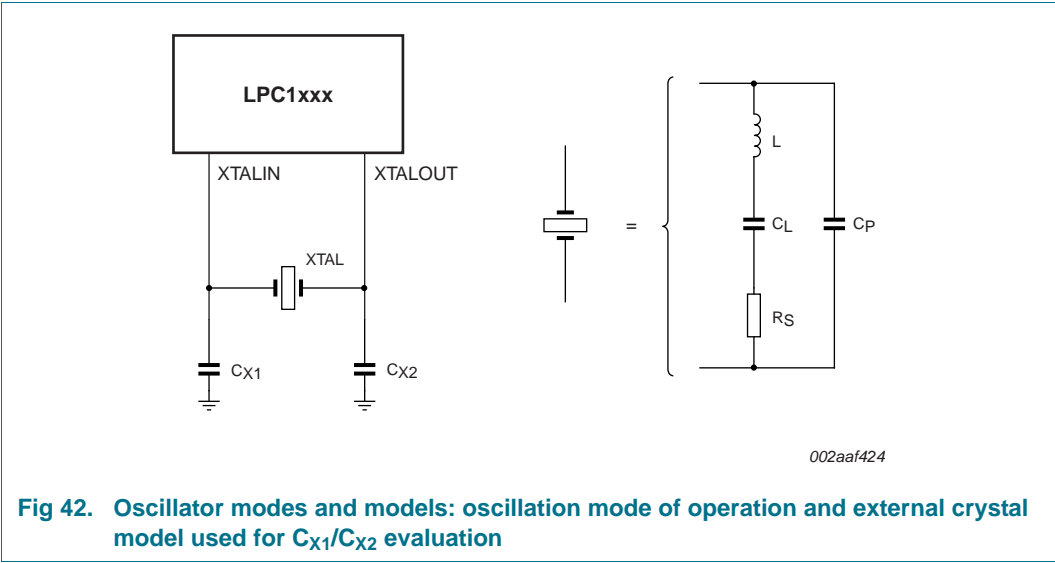 LPC1xxx
XTALIN
XTALOUT
XTAL
CX1
CX2
=
L
CL
CP
RS
002aaf424
Fig 42. Oscillator modes and models: oscillation mode of operation and external crystal
model used for CX1/CX2 evaluation